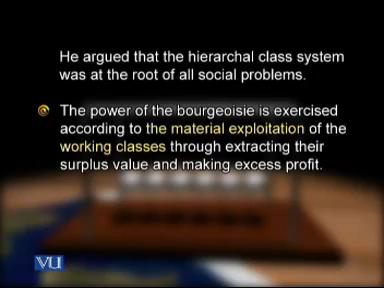 He argued that the hierarchal class system
was at the root of all social problems.
The power of the bourgeoisie is exercised
according to the material exploitation of the
working classes through extracting their
surplus value and making excess profit.
VU